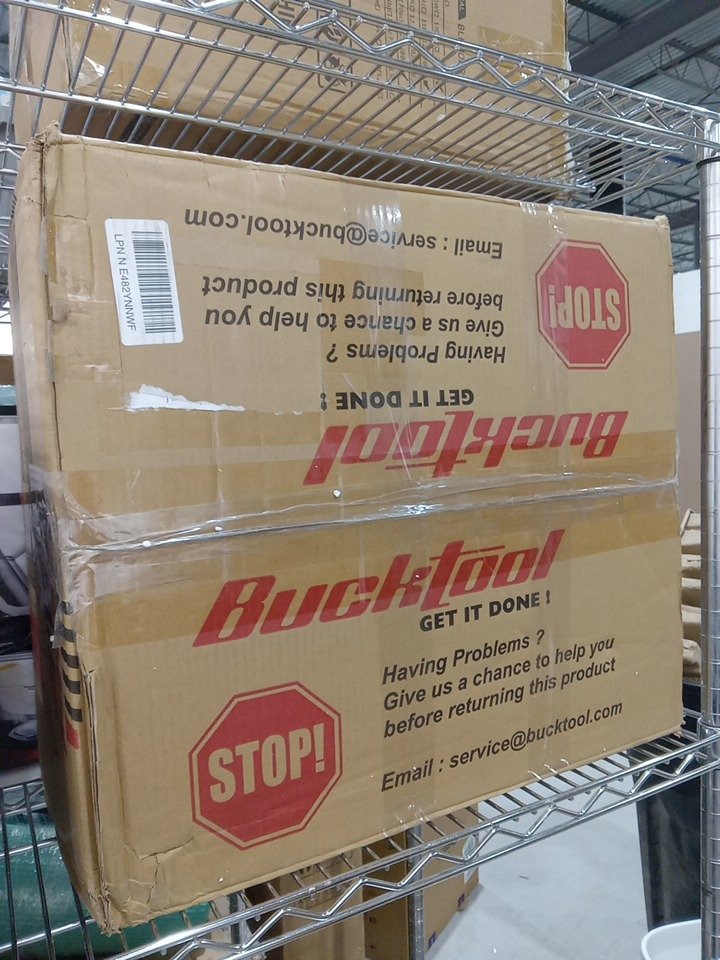 Email : service@bucktool.com
before returning this product
Give us a chance to help you
Having Problems ?
STOP!
GET IT DONE !
Bucktool
LPN N E482YNNWF
Bucktool
GET IT DONE !
Having Problems ?
Give us a chance to help you
before returning this product
STOP!
Email : service@bucktool.com